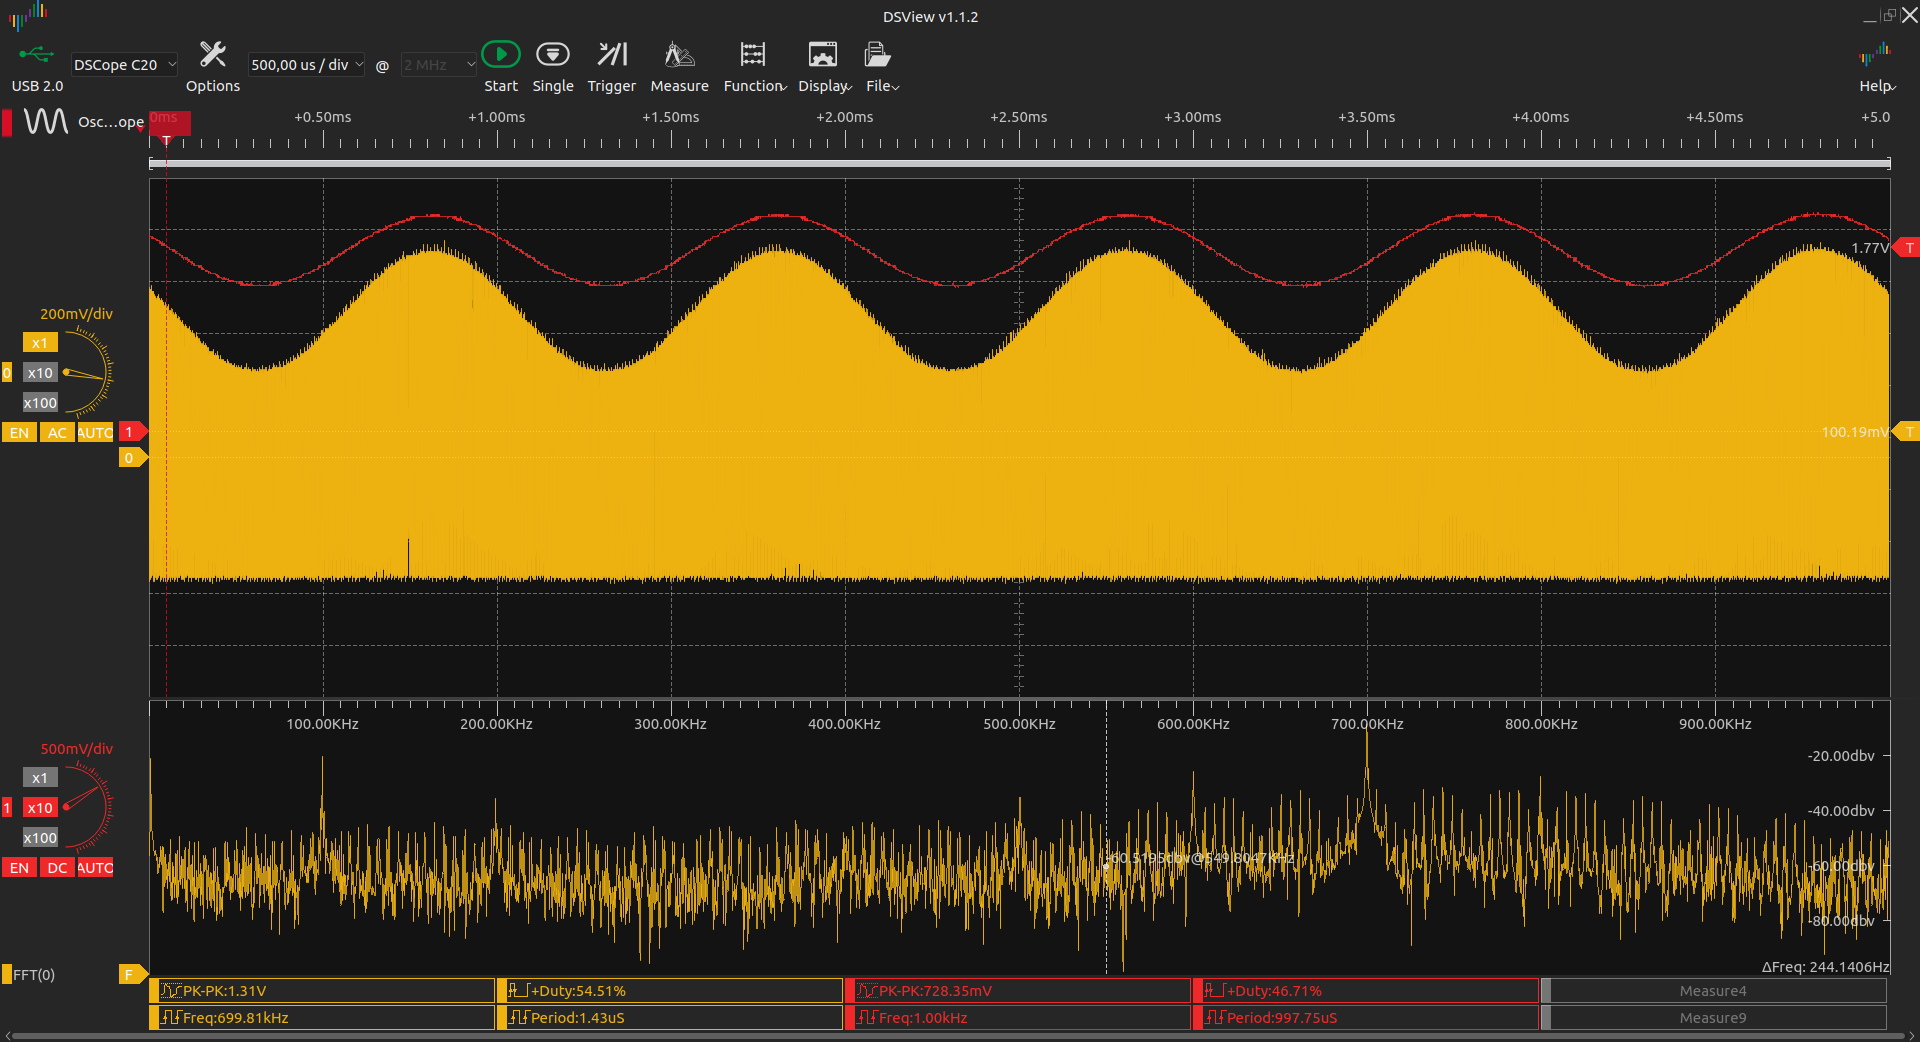 DSView v1.1.2
USB 2.0
DSCope C20
Options
500,00 us / div
@
2 MHz
Start
Single
Trigger
Measure
Function
Display
File
Help
Osc...ope
0ms
+0.50ms
+1.00ms
+1.50ms
+2.00ms
+2.50ms
+3.00ms
+3.50ms
+4.00ms
+4.50ms
+5.0
T
1.77V
T
200mV/div
x1
0
x10
x100
EN
AC
AUTO
1
0
100.19mV
T
100.00KHz
200.00KHz
300.00KHz
400.00KHz
500.00KHz
600.00KHz
700.00KHz
800.00KHz
900.00KHz
500mV/div
x1
1
x10
x100
EN
DC
AUTO
-20.00dbv
-40.00dbv
-60.5195dbv@549.8047KHz
-60.00dbv
-80.00dbv
ΔFreq: 244.1406Hz
FFT(0)
F
PK-PK:1.31V
+Duty:54.51%
PK-PK:728.35mV
+Duty:46.71%
Measure4
Freq:699.81kHz
Period:1.43uS
Freq:1.00kHz
Period:997.75uS
Measure9